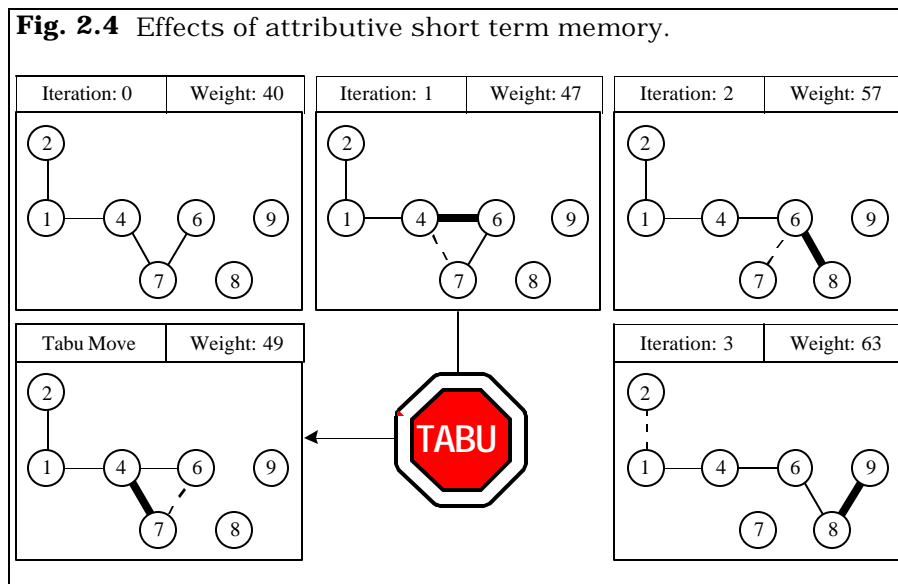 Fig. 2.4 Effects of attributive short term memory.
Iteration: 0 Weight: 40
2
1 4 6 9
7 8
Iteration: 1 Weight: 47
2
1 4 6 9
7 8
Iteration: 2 Weight: 57
2
1 4 6 9
7 8
Tabu Move Weight: 49
2
1 4 6 9
7 8
TABU
Iteration: 3 Weight: 63
2
1 4 6 9
7 8